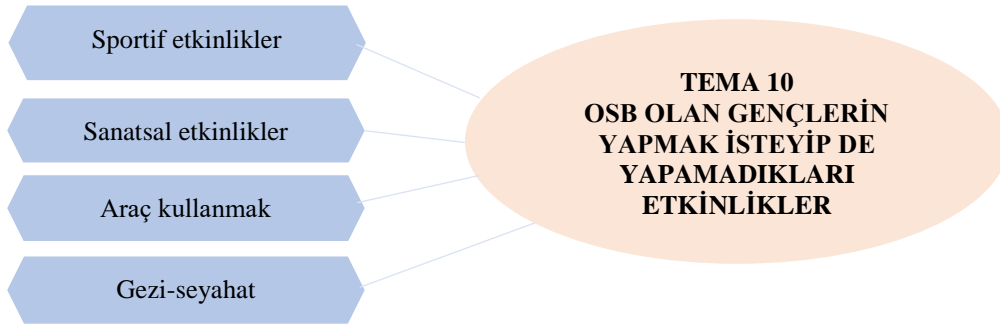 Sportif etkinlikler
Sanatsal etkinlikler
Araç kullanmak
Gezi-seyahat
TEMA 10
OSB OLAN GENÇLERİN
YAPMAK İSTEYİP DE
YAPAMADIKLARI
ETKİNLİKLER